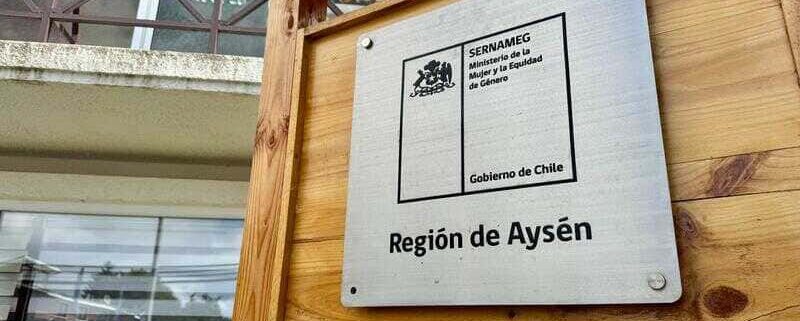 SERNAMEG
Ministerio de la
Mujer y la Equidad
de Género
Gobierno de Chile
Región de Aysén